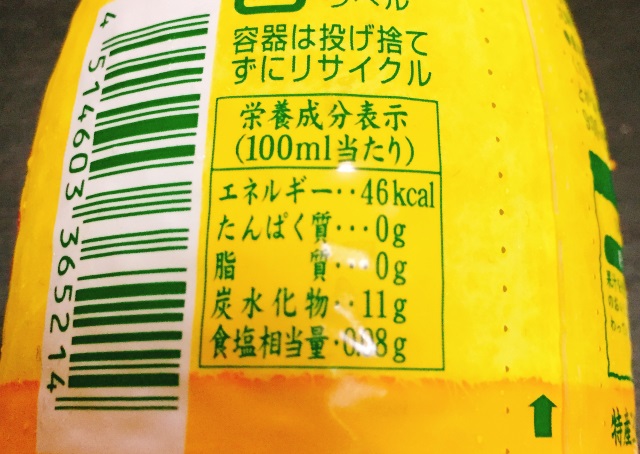 容器は投げ捨て
ずにリサイクル
栄養成分表示
(100ml当たり)
エネルギー‥46kcal
たんぱく質…0g
脂質…0g
炭水化物‥11g
食塩相当量·0.08g
4 514603 365214
特産